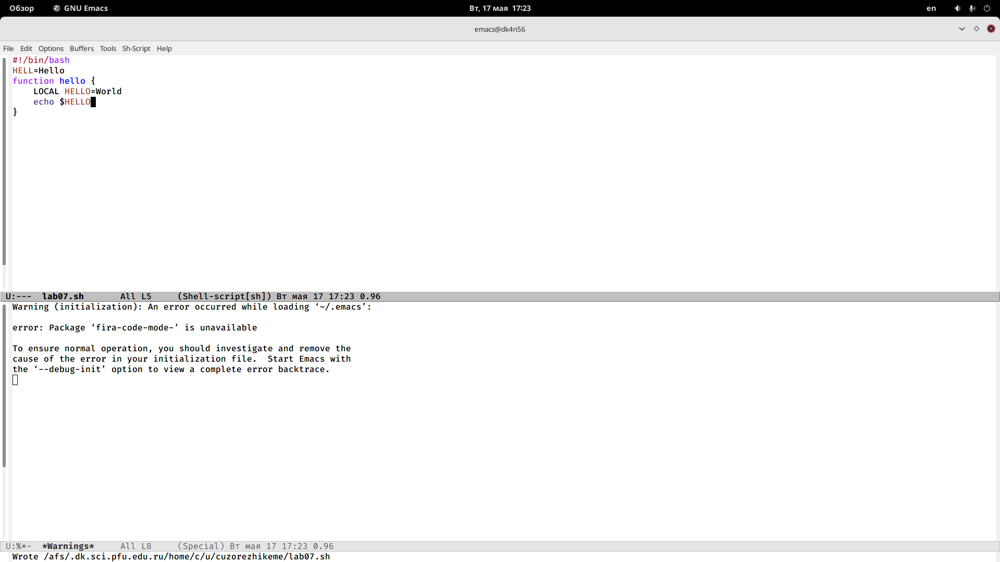 Обзор GNU Emacs Вт, 17 мая 17:23 en
emacs@dk4n56
File Edit Options Buffers Tools Sh-Script Help
#!/bin/bash
HELL=Hello
function hello {
    LOCAL HELLO=World
    echo $HELLO
}
U:--- lab07.sh All L5 (Shell-script[sh]) Вт мая 17 17:23 0.96
Warning (initialization): An error occurred while loading ‘~/.emacs’:
error: Package ‘fira-code-mode-’ is unavailable
To ensure normal operation, you should investigate and remove the
cause of the error in your initialization file.  Start Emacs with
the ‘--debug-init’ option to view a complete error backtrace.
U:%*- *Warnings* All L8 (Special) Вт мая 17 17:23 0.96
Wrote /afs/.dk.sci.pfu.edu.ru/home/c/u/cuzorezhikeme/lab07.sh